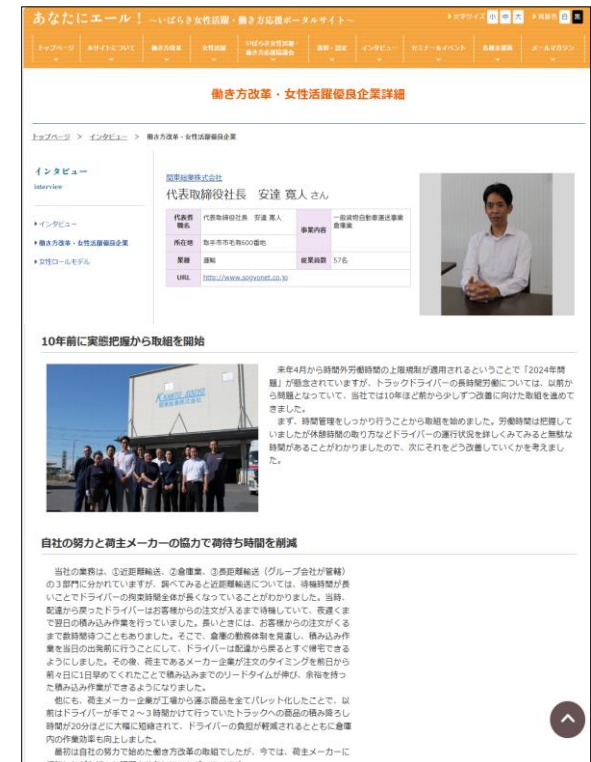 あなたにエール！ ～いばらき女性活躍・働き方応援ポータルサイト～
▶文字サイズ 小 中 大 ▶背景色 白 黒
トップページ 本サイトについて 働き方改革 女性活躍 いばらき女性活躍・働き方応援協議会 表明・認定 インタビュー セミナー&イベント 各種支援策 メールマガジン
働き方改革・女性活躍優良企業詳細
トップページ > インタビュー > 働き方改革・女性活躍優良企業
インタビュー
interview
▶インタビュー
▶働き方改革・女性活躍優良企業
▶女性ロールモデル
関東総業株式会社
代表取締役社長 安達 寛人 さん
代表者職名 代表取締役社長 安達 寛人 事業内容 一般貨物自動車運送事業
倉庫業
所在地 取手市市毛有600番地
業種 運輸 従業員数 57名
URL http://www.sogyonet.co.jp
10年前に実態把握から取組を開始
KANTO SOGYO
関東総業株式会社
来年4月から時間外労働時間の上限規制が適用されるということで「2024年問
題」が懸念されていますが、トラックドライバーの長時間労働については、以前か
ら問題となっていて、当社では10年ほど前から少しずつ改善に向けた取組を進めて
きました。
まず、時間管理をしっかり行うことから取組を始めました。労働時間は把握して
いましたが休憩時間の取り方などドライバーの運行状況を詳しくみてみると無駄な
時間があることがわかりましたので、次にそれをどう改善していくかを考えまし
た。
自社の努力と荷主メーカーの協力で荷待ち時間を削減
当社の業務は、①近距離輸送、②倉庫業、③長距離輸送（グループ会社が管轄）
の３部門に分かれていますが、調べてみると近距離輸送については、待機時間が長
いことでドライバーの拘束時間全体が長くなっていることがわかりました。当時、
配達から戻ったドライバーはお客様からの注文が入るまで待機していて、夜遅くま
で翌日の積み込み作業を行っていました。長いときには、お客様からの注文がくる
まで数時間待つこともありました。そこで、倉庫の勤務体制を見直し、積み込み作
業を当日の出発前に行うことにして、ドライバーは配達から戻るとすぐ帰宅できる
ようにしました。その後、荷主であるメーカー企業が注文のタイミングを前日から
前々日に1日早めてくれたことで積み込みまでのリードタイムが伸び、余裕を持っ
た積み込み作業ができるようになりました。
他にも、荷主メーカー企業が工場から運ぶ商品を全てパレット化したことで、以
前はドライバーが手で２～３時間かけて行っていたトラックへの商品の積み降ろし
時間が20分ほどに大幅に短縮されて、ドライバーの負担が軽減されるとともに倉庫
内の作業効率も向上しました。
最初は自社の努力で始めた働き方改革の取組でしたが、今では、荷主メーカーに